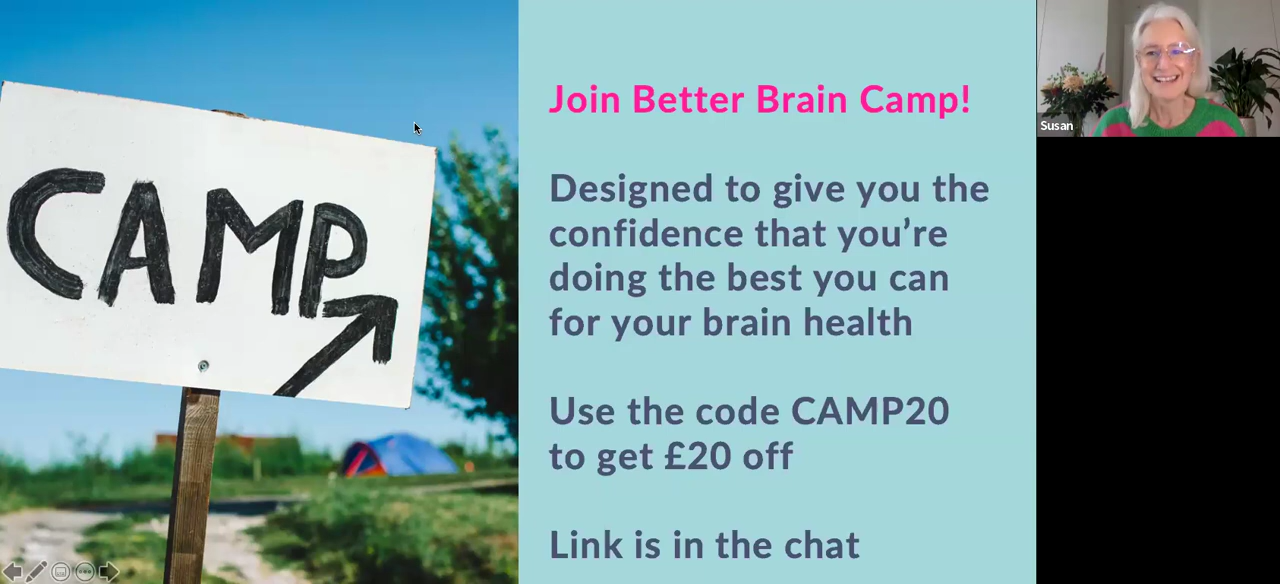 CAMP
Join Better Brain Camp!
Designed to give you the
confidence that you’re
doing the best you can
for your brain health
Use the code CAMP20
to get £20 off
Link is in the chat
Susan